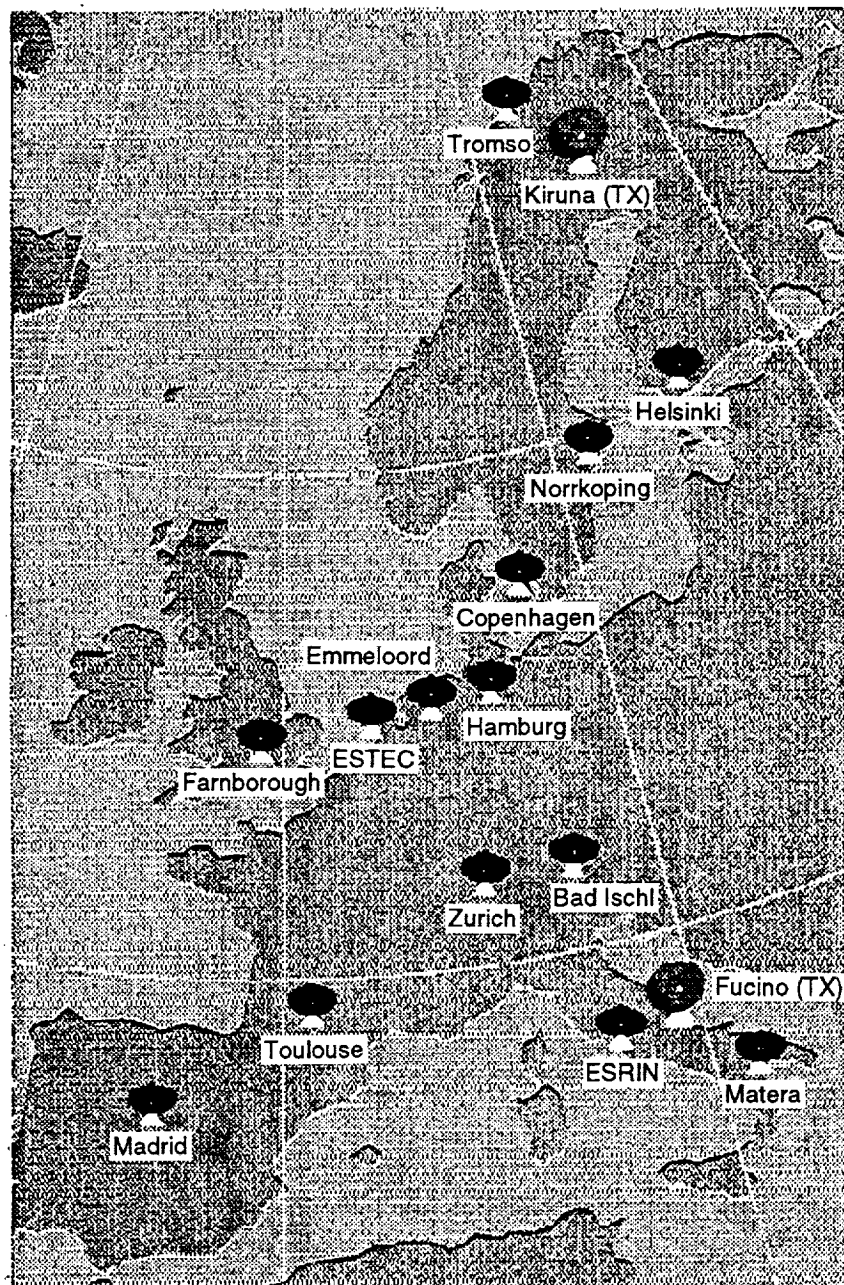 Tromso
Kiruna (TX)
Helsinki
Norrkoping
Copenhagen
Emmeloord
Hamburg
ESTEC
Farnborough
Bad Ischl
Zurich
Fucino (TX)
Toulouse
ESRIN
Matera
Madrid